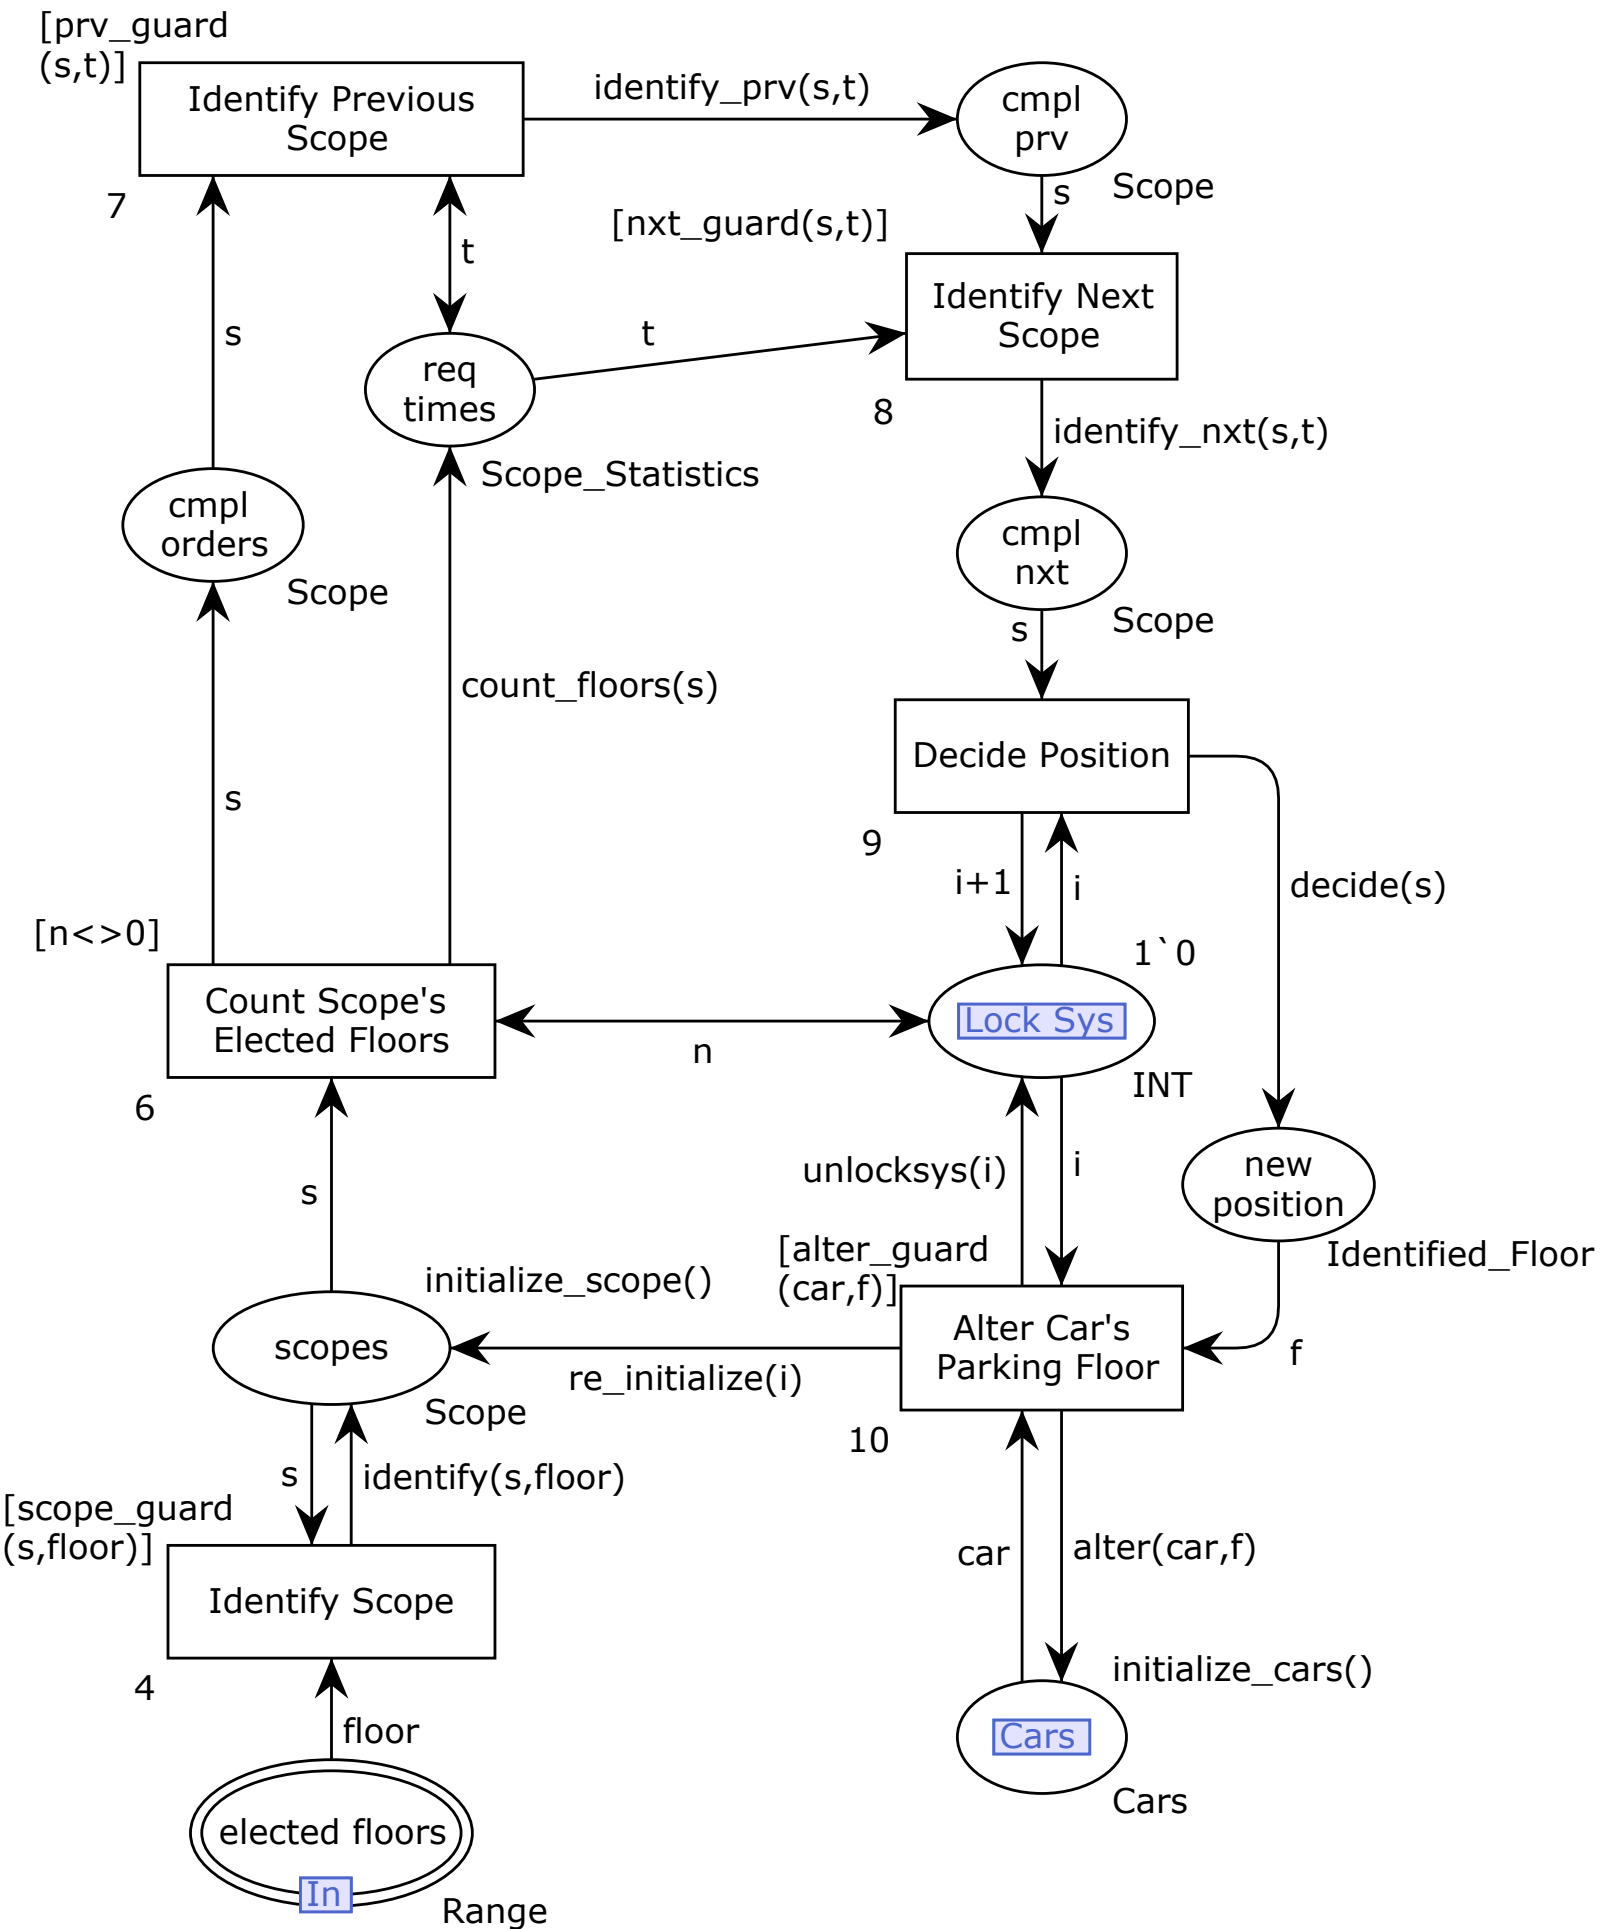 [prv_guard
(s,t)]
Identify Previous
Scope
identify_prv(s,t)
cmpl
prv
7
s
Scope
t
[nxt_guard(s,t)]
Identify Next
Scope
s
t
req
times
8
identify_nxt(s,t)
Scope_Statistics
cmpl
orders
cmpl
nxt
Scope
s
Scope
count_floors(s)
Decide Position
s
9
i+1
i
decide(s)
[n<>0]
1`0
Count Scope's
Elected Floors
Lock Sys
n
INT
6
unlocksys(i)
i
new
position
s
[alter_guard
(car,f)]
Identified_Floor
initialize_scope()
scopes
Alter Car's
Parking Floor
f
re_initialize(i)
Scope
10
s
identify(s,floor)
[scope_guard
(s,floor)]
car
alter(car,f)
Identify Scope
initialize_cars()
4
floor
Cars
Cars
elected floors
In
Range